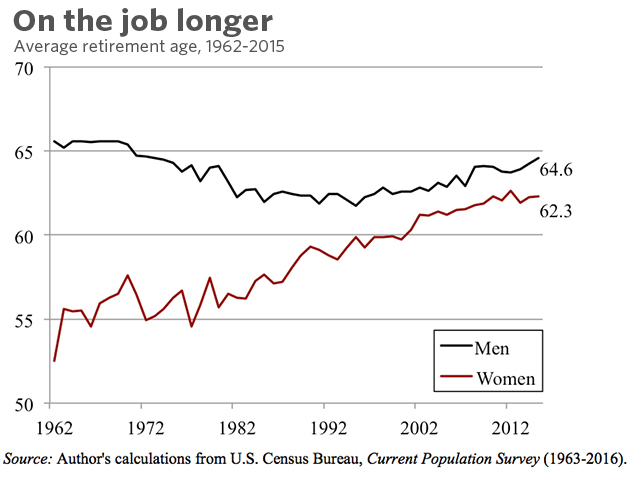 On the job longer
Average retirement age, 1962-2015
70
65
60
55
50
64.6
62.3
Men
Women
1962 1972 1982 1992 2002 2012
Source: Author's calculations from U.S. Census Bureau, Current Population Survey (1963-2016).